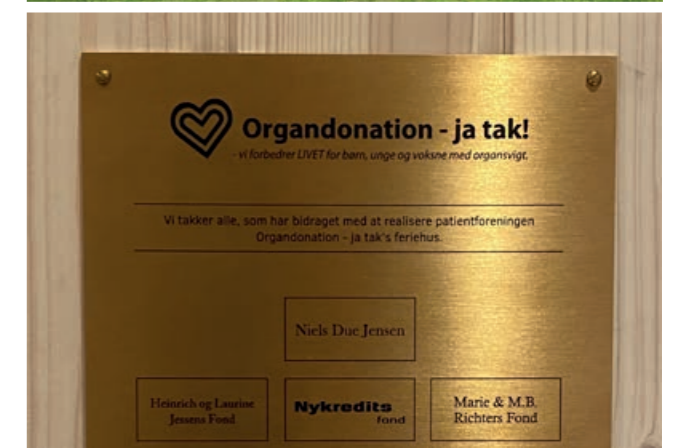 Organdonation - ja tak!
- vi forbedrer LIVET for børn, unge og voksne med organsvigt.
Vi takker alle, som har bidraget med at realisere patientforeningen
Organdonation - ja tak's feriehus.
Niels Due Jensen
Heinrich og Laurine
Jessens Fond
Nykredits
fond
Marie & M.B.
Richters Fond